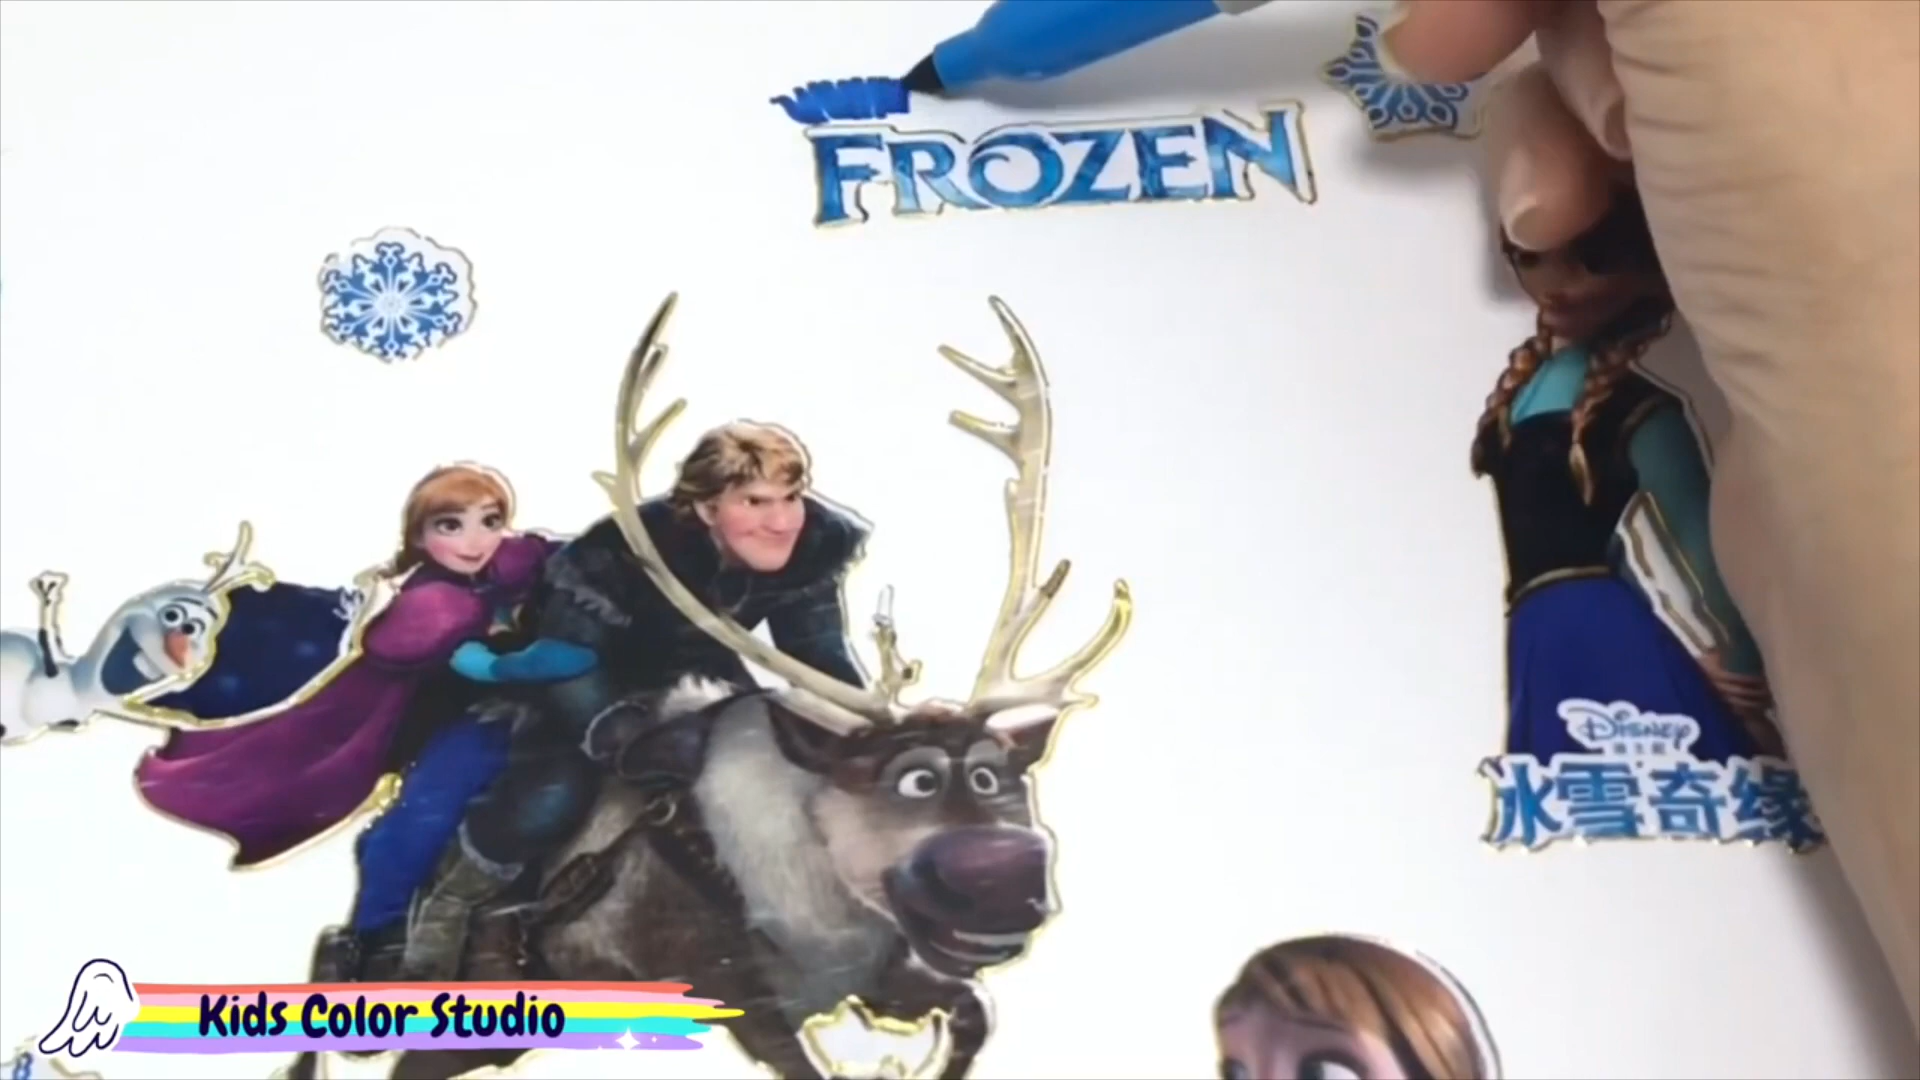 FROZEN
Disney
冰雪奇缘
Kids Color Studio